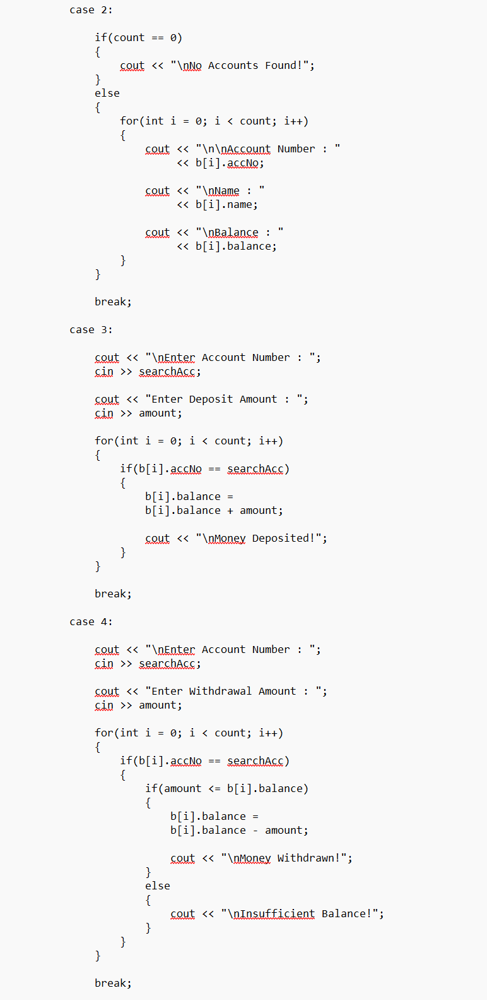 case 2:
if(count == 0)
{
cout << "\nNo Accounts Found!";
}
else
{
for(int i = 0; i < count; i++)
{
cout << "\n\nAccount Number : "
<< b[i].accNo;
cout << "\nName : "
<< b[i].name;
cout << "\nBalance : "
<< b[i].balance;
}
}
break;
case 3:
cout << "\nEnter Account Number : ";
cin >> searchAcc;
cout << "Enter Deposit Amount : ";
cin >> amount;
for(int i = 0; i < count; i++)
{
if(b[i].accNo == searchAcc)
{
b[i].balance =
b[i].balance + amount;
cout << "\nMoney Deposited!";
}
}
break;
case 4:
cout << "\nEnter Account Number : ";
cin >> searchAcc;
cout << "Enter Withdrawal Amount : ";
cin >> amount;
for(int i = 0; i < count; i++)
{
if(b[i].accNo == searchAcc)
{
if(amount <= b[i].balance)
{
b[i].balance =
b[i].balance - amount;
cout << "\nMoney Withdrawn!";
}
else
{
cout << "\nInsufficient Balance!";
}
}
}
break;